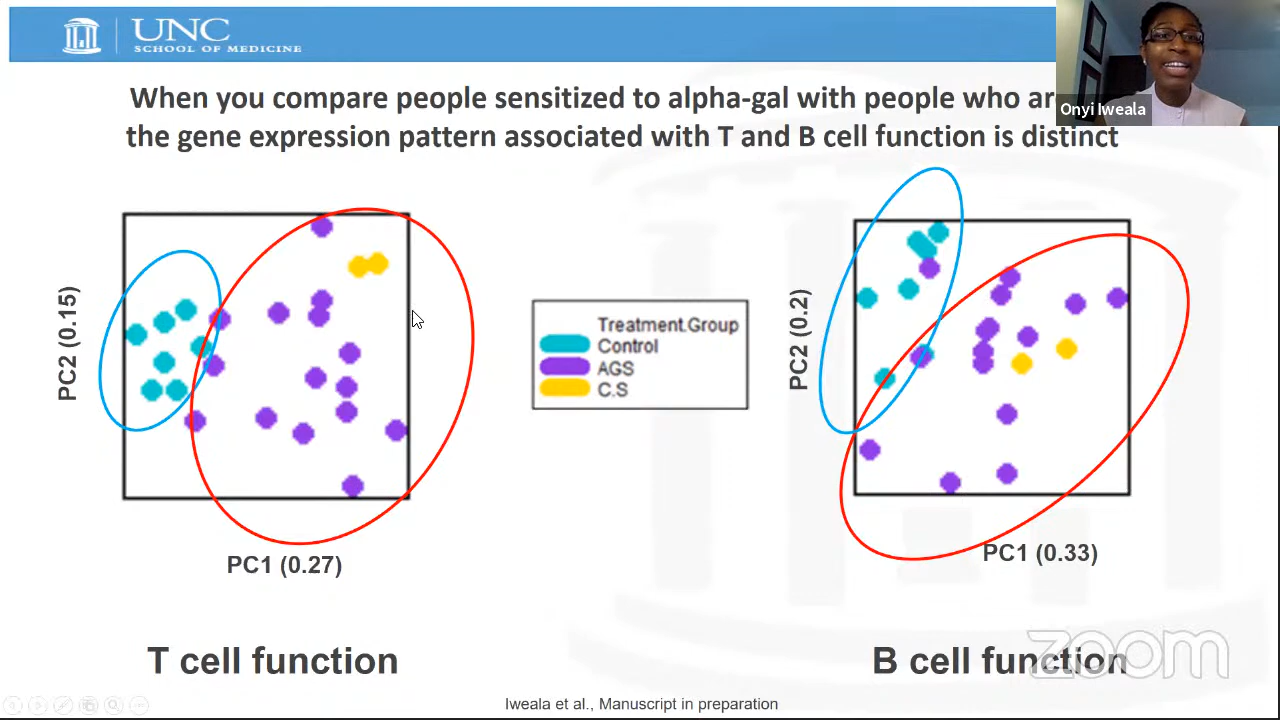 UNC
SCHOOL OF MEDICINE
Onyi Iweala
When you compare people sensitized to alpha-gal with people who
the gene expression pattern associated with T and B cell function is distinct
PC2 (0.15)
PC1 (0.27)
Treatment.Group
Control
AGS
C.S
PC2 (0.2)
PC1 (0.33)
T cell function
B cell function
zoom
Iweala et al., Manuscript in preparation